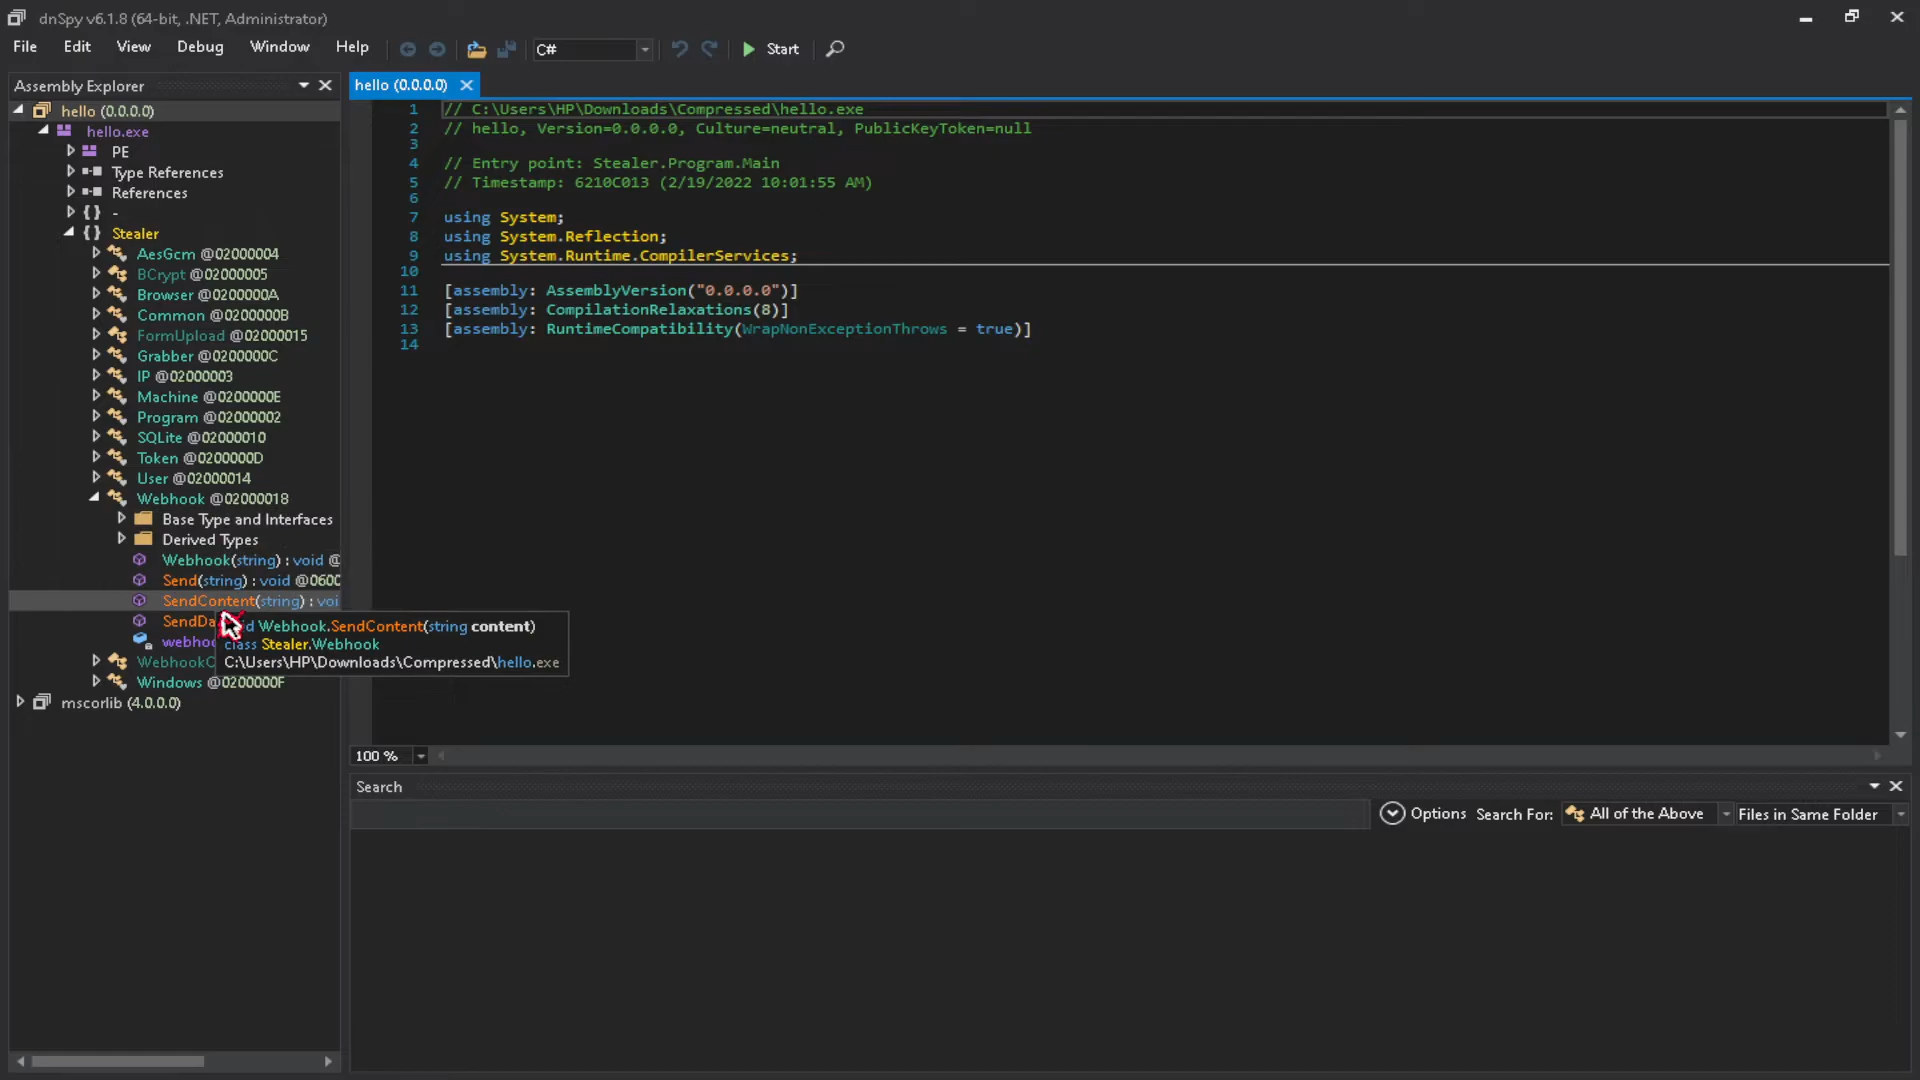 dnSpy v6.1.8 (64-bit, .NET, Administrator)
File Edit View Debug Window Help C# Start
Assembly Explorer
hello (0.0.0.0)
hello.exe
PE
Type References
References
{ } -
{ } Stealer
AesGcm @02000004
BCrypt @02000005
Browser @0200000A
Common @0200000B
FormUpload @02000015
Grabber @0200000C
IP @02000003
Machine @0200000E
Program @02000002
SQLite @02000010
Token @0200000D
User @02000014
Webhook @02000018
Base Type and Interfaces
Derived Types
Webhook(string) : void @
Send(string) : void @0600
SendContent(string) : voi
SendDa
webhoo
WebhookC
Windows @0200000F
mscorlib (4.0.0.0)
Webhook.SendContent(string content)
class Stealer.Webhook
C:\Users\HP\Downloads\Compressed\hello.exe
hello (0.0.0.0)
1 // C:\Users\HP\Downloads\Compressed\hello.exe
2 // hello, Version=0.0.0.0, Culture=neutral, PublicKeyToken=null
3
4 // Entry point: Stealer.Program.Main
5 // Timestamp: 6210C013 (2/19/2022 10:01:55 AM)
6
7 using System;
8 using System.Reflection;
9 using System.Runtime.CompilerServices;
10
11 [assembly: AssemblyVersion("0.0.0.0")]
12 [assembly: CompilationRelaxations(8)]
13 [assembly: RuntimeCompatibility(WrapNonExceptionThrows = true)]
14
100 %
Search
Options Search For: All of the Above Files in Same Folder